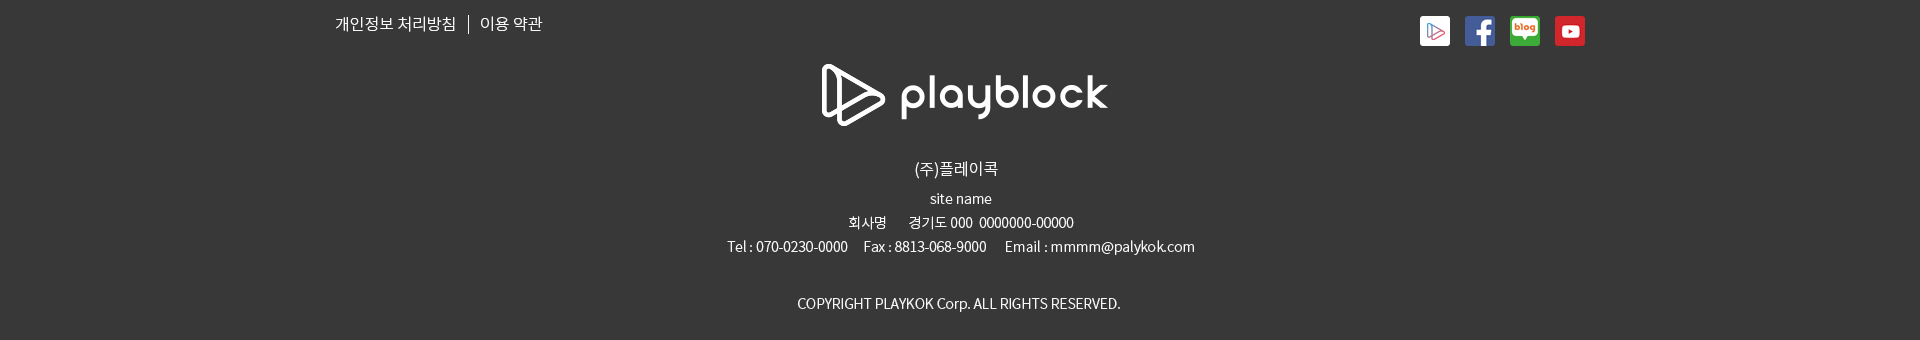 개인정보 처리방침 | 이용 약관
blog
playblock
(주)플레이콕
site name
회사명 경기도 000 0000000-00000
Tel : 070-0230-0000 Fax : 8813-068-9000 Email : mmmm@palykok.com
COPYRIGHT PLAYKOK Corp. ALL RIGHTS RESERVED.